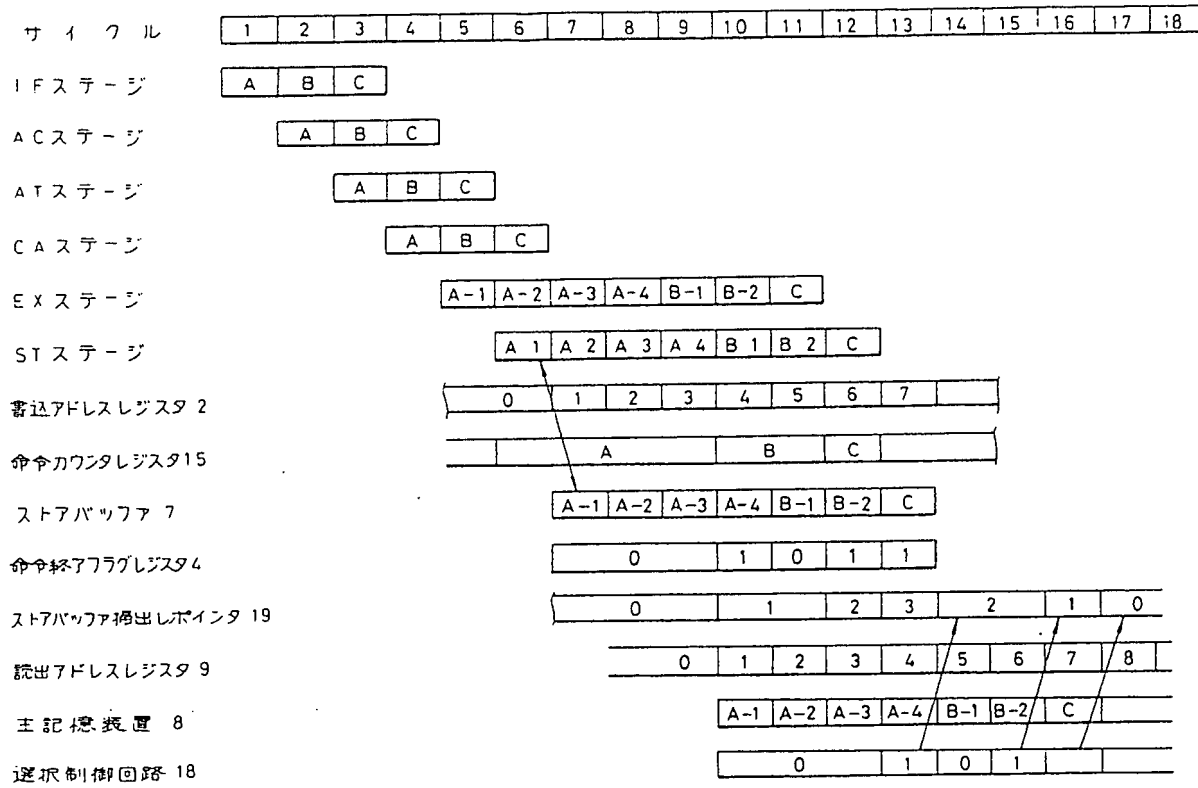 サイクル 1 2 3 4 5 6 7 8 9 10 11 12 13 14 15 16 17 18
IFステージ A B C
ACステージ A B C
ATステージ A B C
CAステージ A B C
EXステージ A-1 A-2 A-3 A-4 B-1 B-2 C
STステージ A 1 A 2 A 3 A 4 B 1 B 2 C
書込アドレスレジスタ 2 0 1 2 3 4 5 6 7
命令カウンタレジスタ15 A B C
ストアバッファ 7 A-1 A-2 A-3 A-4 B-1 B-2 C
命令終了フラグレジスタ4 0 1 0 1 1
ストアバッファ掃出しポインタ 19 0 1 2 3 2 1 0
読出アドレスレジスタ 9 0 1 2 3 4 5 6 7 8
主記憶装置 8 A-1 A-2 A-3 A-4 B-1 B-2 C
選択制御回路 18 0 1 0 1